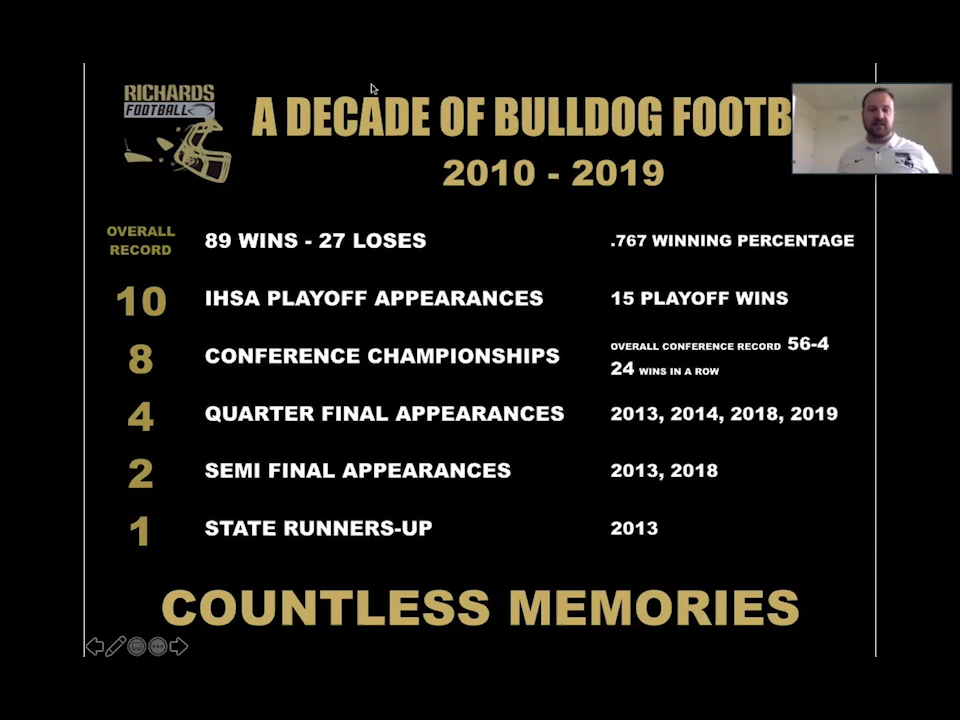 RICHARDS
FOOTBALL
A DECADE OF BULLDOG FOOTB
2010 - 2019
OVERALL
RECORD
89 WINS - 27 LOSES
.767 WINNING PERCENTAGE
10
IHSA PLAYOFF APPEARANCES
15 PLAYOFF WINS
8
CONFERENCE CHAMPIONSHIPS
OVERALL CONFERENCE RECORD 56-4
24 WINS IN A ROW
4
QUARTER FINAL APPEARANCES
2013, 2014, 2018, 2019
2
SEMI FINAL APPEARANCES
2013, 2018
1
STATE RUNNERS-UP
2013
COUNTLESS MEMORIES